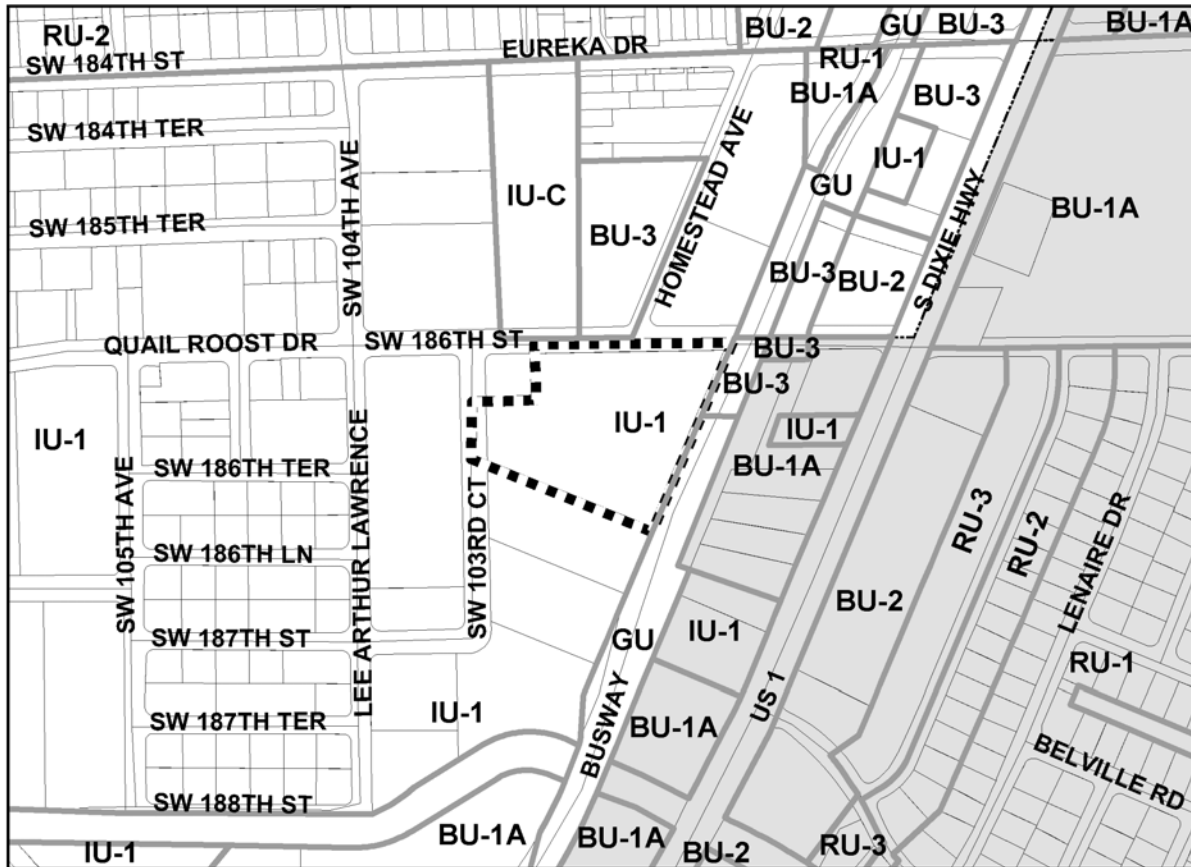 RU-2
BU-2
GU
BU-3
BU-1A
SW 184TH ST
EUREKA DR
RU-1
BU-1A
BU-3
SW 184TH TER
IU-1
SW 104TH AVE
IU-C
HOMESTEAD AVE
GU
S DIXIE HWY
BU-1A
SW 185TH TER
BU-3
BU-3
BU-2
QUAIL ROOST DR
SW 186TH ST
BU-3
BU-3
IU-1
IU-1
IU-1
BU-1A
SW 105TH AVE
SW 186TH TER
LEE ARTHUR LAWRENCE
SW 103RD CT
RU-3
RU-2
LENAIRE DR
SW 186TH LN
BU-2
SW 187TH ST
GU
IU-1
RU-1
US 1
SW 187TH TER
IU-1
BUSWAY
BU-1A
BELVILLE RD
SW 188TH ST
IU-1
BU-1A
BU-1A
BU-2
RU-3